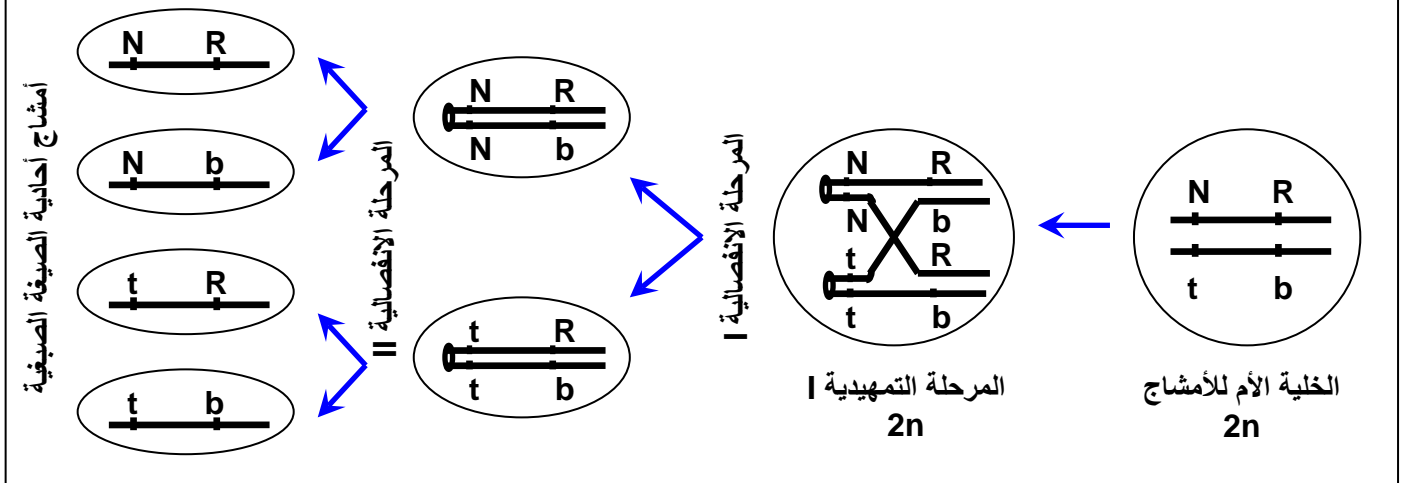 الخلية الأم للأمشاج
2n
N R
t b
المرحلة التمهيدية I
2n
N R
N b
t R
t b
المرحلة الانفصالية I
N R
N b
t R
t b
المرحلة الانفصالية II
N R
N b
t R
t b
أمشاج أحادية الصيغة الصبغية